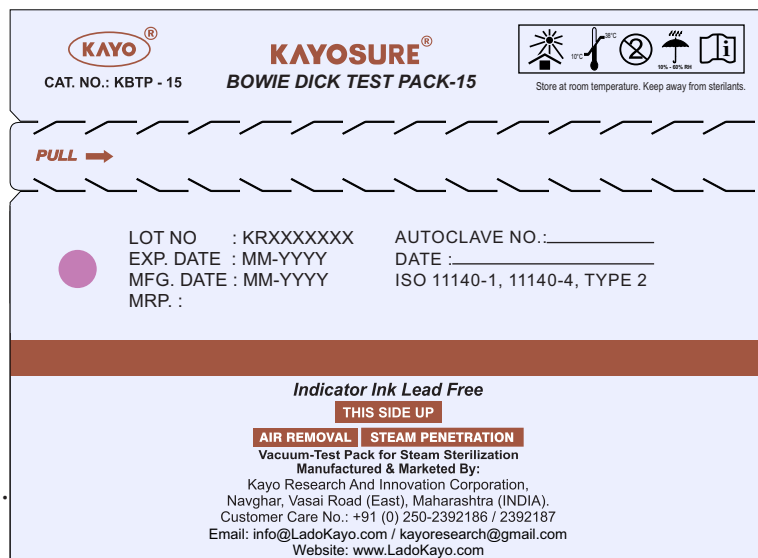 KAYO®
CAT. NO.: KBTP - 15
KAYOSURE®
BOWIE DICK TEST PACK-15
10°C
38°C
2
10% - 60% RH
i
Store at room temperature. Keep away from sterilants.
PULL
LOT NO : KRXXXXXXX
EXP. DATE : MM-YYYY
MFG. DATE : MM-YYYY
MRP. :
AUTOCLAVE NO.:
DATE :
ISO 11140-1, 11140-4, TYPE 2
Indicator Ink Lead Free
THIS SIDE UP
AIR REMOVAL STEAM PENETRATION
Vacuum-Test Pack for Steam Sterilization
Manufactured & Marketed By:
Kayo Research And Innovation Corporation,
Navghar, Vasai Road (East), Maharashtra (INDIA).
Customer Care No.: +91 (0) 250-2392186 / 2392187
Email: info@LadoKayo.com / kayoresearch@gmail.com
Website: www.LadoKayo.com